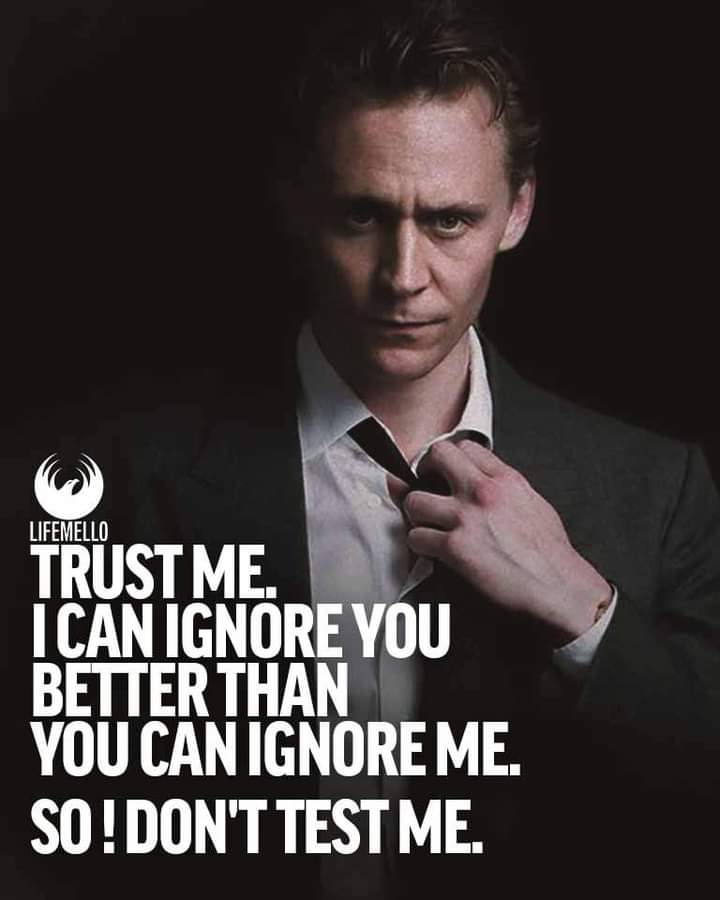 LIFEMELLO
TRUST ME.
I CAN IGNORE YOU
BETTER THAN
YOU CAN IGNORE ME.
SO ! DON'T TEST ME.